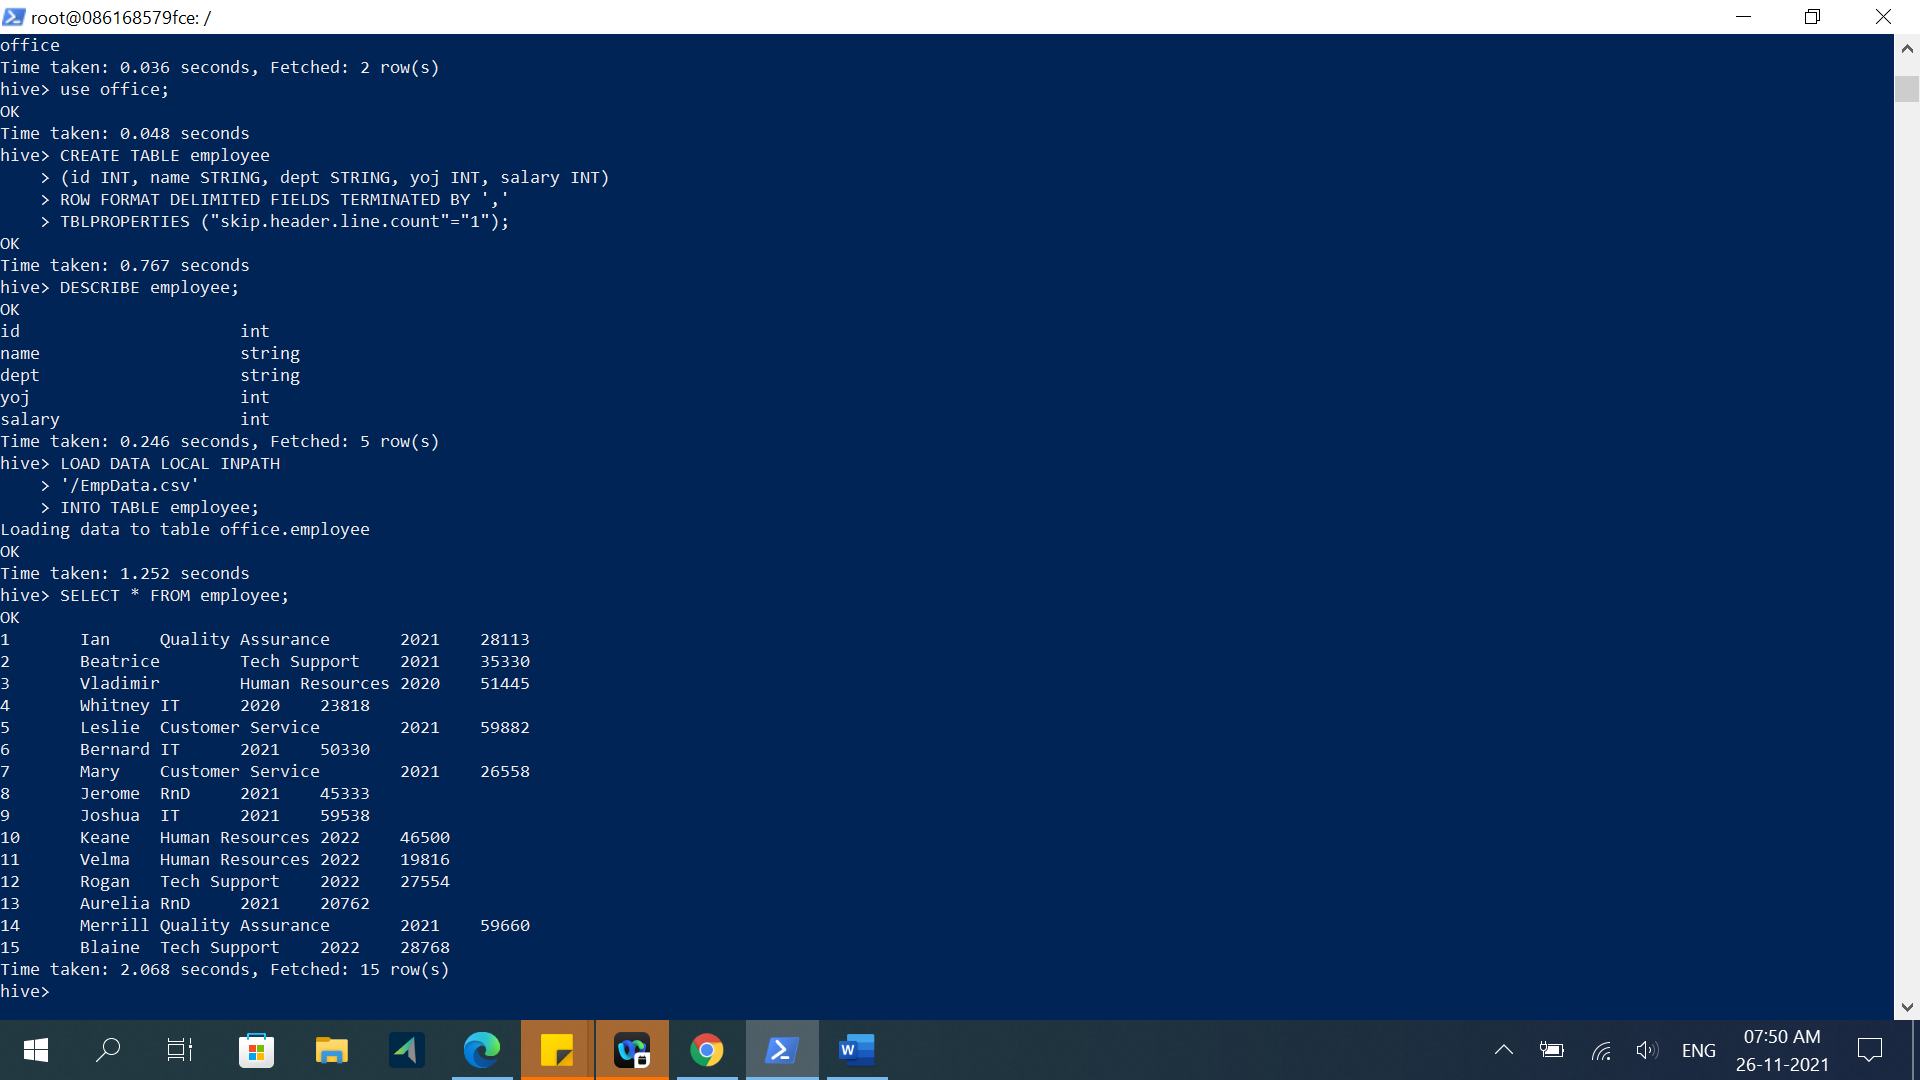 root@086168579fce: /
office
Time taken: 0.036 seconds, Fetched: 2 row(s)
hive> use office;
OK
Time taken: 0.048 seconds
hive> CREATE TABLE employee
    > (id INT, name STRING, dept STRING, yoj INT, salary INT)
    > ROW FORMAT DELIMITED FIELDS TERMINATED BY ','
    > TBLPROPERTIES ("skip.header.line.count"="1");
OK
Time taken: 0.767 seconds
hive> DESCRIBE employee;
OK
id                      int
name                    string
dept                    string
yoj                     int
salary                  int
Time taken: 0.246 seconds, Fetched: 5 row(s)
hive> LOAD DATA LOCAL INPATH
    > '/EmpData.csv'
    > INTO TABLE employee;
Loading data to table office.employee
OK
Time taken: 1.252 seconds
hive> SELECT * FROM employee;
OK
1       Ian     Quality Assurance       2021    28113
2       Beatrice        Tech Support    2021    35330
3       Vladimir        Human Resources 2020    51445
4       Whitney IT      2020    23818
5       Leslie  Customer Service        2021    59882
6       Bernard IT      2021    50330
7       Mary    Customer Service        2021    26558
8       Jerome  RnD     2021    45333
9       Joshua  IT      2021    59538
10      Keane   Human Resources 2022    46500
11      Velma   Human Resources 2022    19816
12      Rogan   Tech Support    2022    27554
13      Aurelia RnD     2021    20762
14      Merrill Quality Assurance       2021    59660
15      Blaine  Tech Support    2022    28768
Time taken: 2.068 seconds, Fetched: 15 row(s)
hive>
W
ENG
07:50 AM
26-11-2021